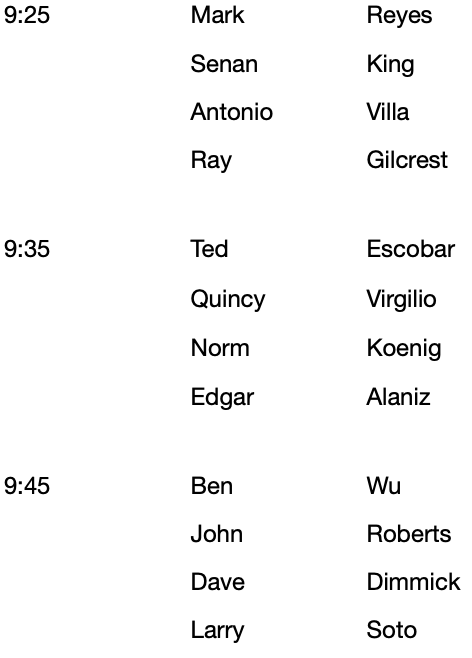 9:25 Mark Reyes
Senan King
Antonio Villa
Ray Gilcrest
9:35 Ted Escobar
Quincy Virgilio
Norm Koenig
Edgar Alaniz
9:45 Ben Wu
John Roberts
Dave Dimmick
Larry Soto